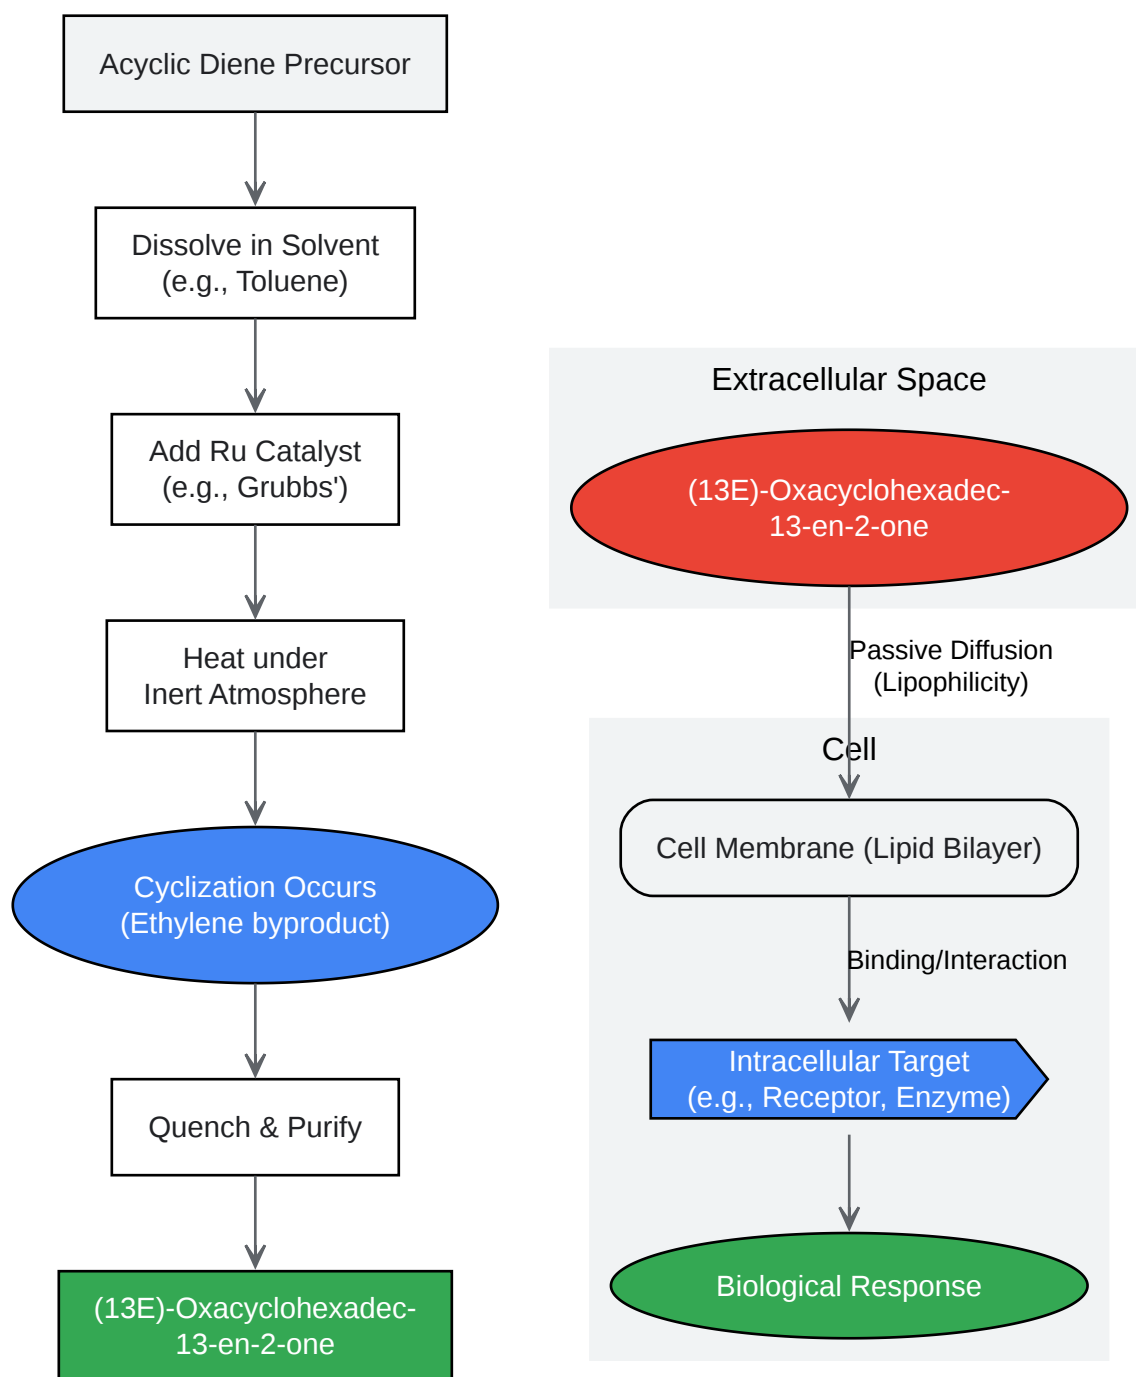 Acyclic Diene Precursor
Dissolve in Solvent
(e.g., Toluene)
Add Ru Catalyst
(e.g., Grubbs')
Heat under
Inert Atmosphere
Cyclization Occurs
(Ethylene byproduct)
Quench & Purify
(13E)-Oxacyclohexadec-
13-en-2-one
Extracellular Space
(13E)-Oxacyclohexadec-
13-en-2-one
Passive Diffusion
(Lipophilicity)
Cell
Cell Membrane (Lipid Bilayer)
Binding/Interaction
Intracellular Target
(e.g., Receptor, Enzyme)
Biological Response